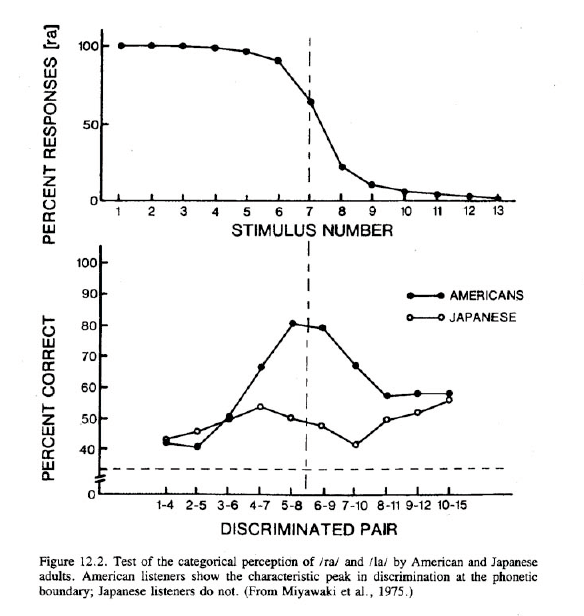 PERCENT RESPONSES [ra]
100
50
0
1 2 3 4 5 6 7 8 9 10 11 12 13
STIMULUS NUMBER
PERCENT CORRECT
100
90
80
70
60
50
40
0
AMERICANS
JAPANESE
1-4 2-5 3-6 4-7 5-8 6-9 7-10 8-11 9-12 10-15
DISCRIMINATED PAIR
Figure 12.2. Test of the categorical perception of /ra/ and /la/ by American and Japanese
adults. American listeners show the characteristic peak in discrimination at the phonetic
boundary; Japanese listeners do not. (From Miyawaki et al., 1975.)